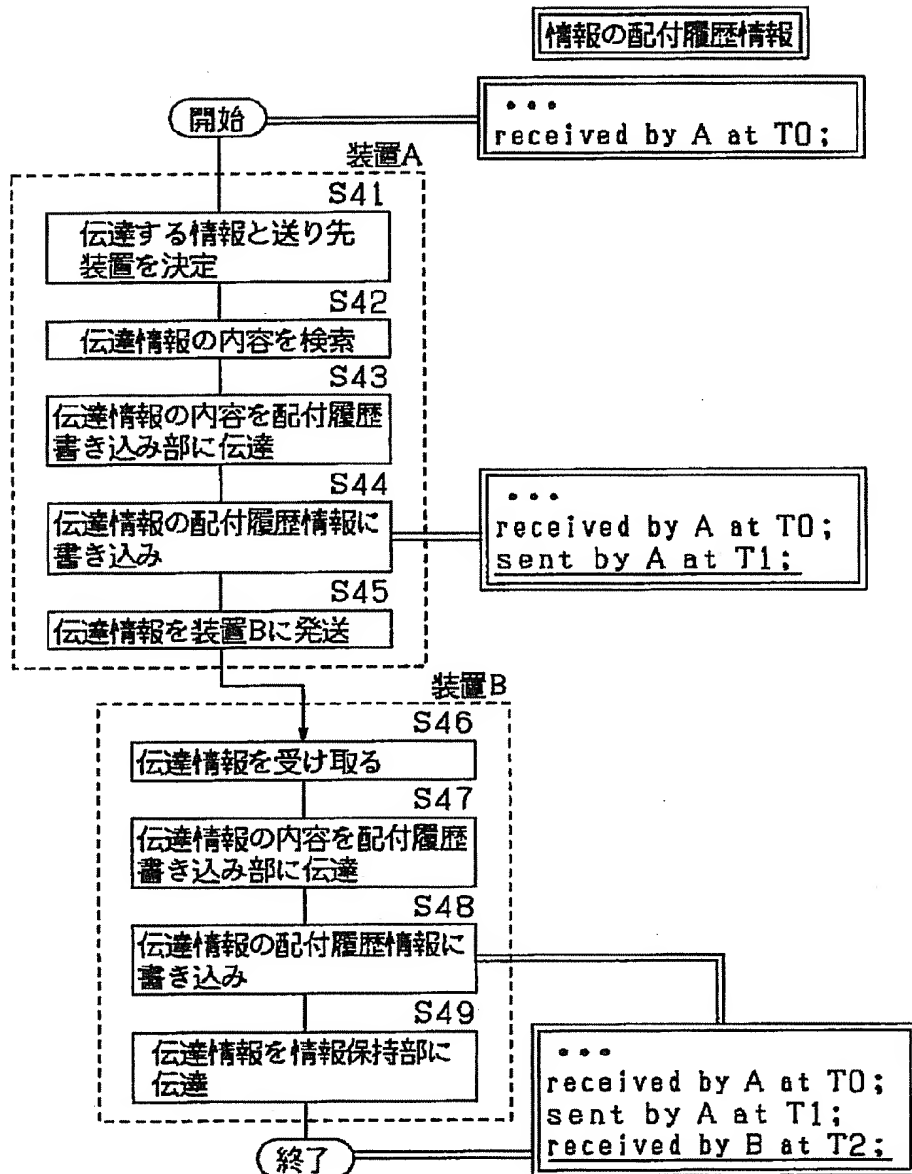 情報の配付履歴情報
開始
•••
received by A at T0;
装置A
S41
伝達する情報と送り先
装置を決定
S42
伝達情報の内容を検索
S43
伝達情報の内容を配付履歴
書き込み部に伝達
S44
伝達情報の配付履歴情報に
書き込み
•••
received by A at T0;
sent by A at T1;
S45
伝達情報を装置Bに発送
装置B
S46
伝達情報を受け取る
S47
伝達情報の内容を配付履歴
書き込み部に伝達
S48
伝達情報の配付履歴情報に
書き込み
S49
伝達情報を情報保持部に
伝達
•••
received by A at T0;
sent by A at T1;
received by B at T2;
終了